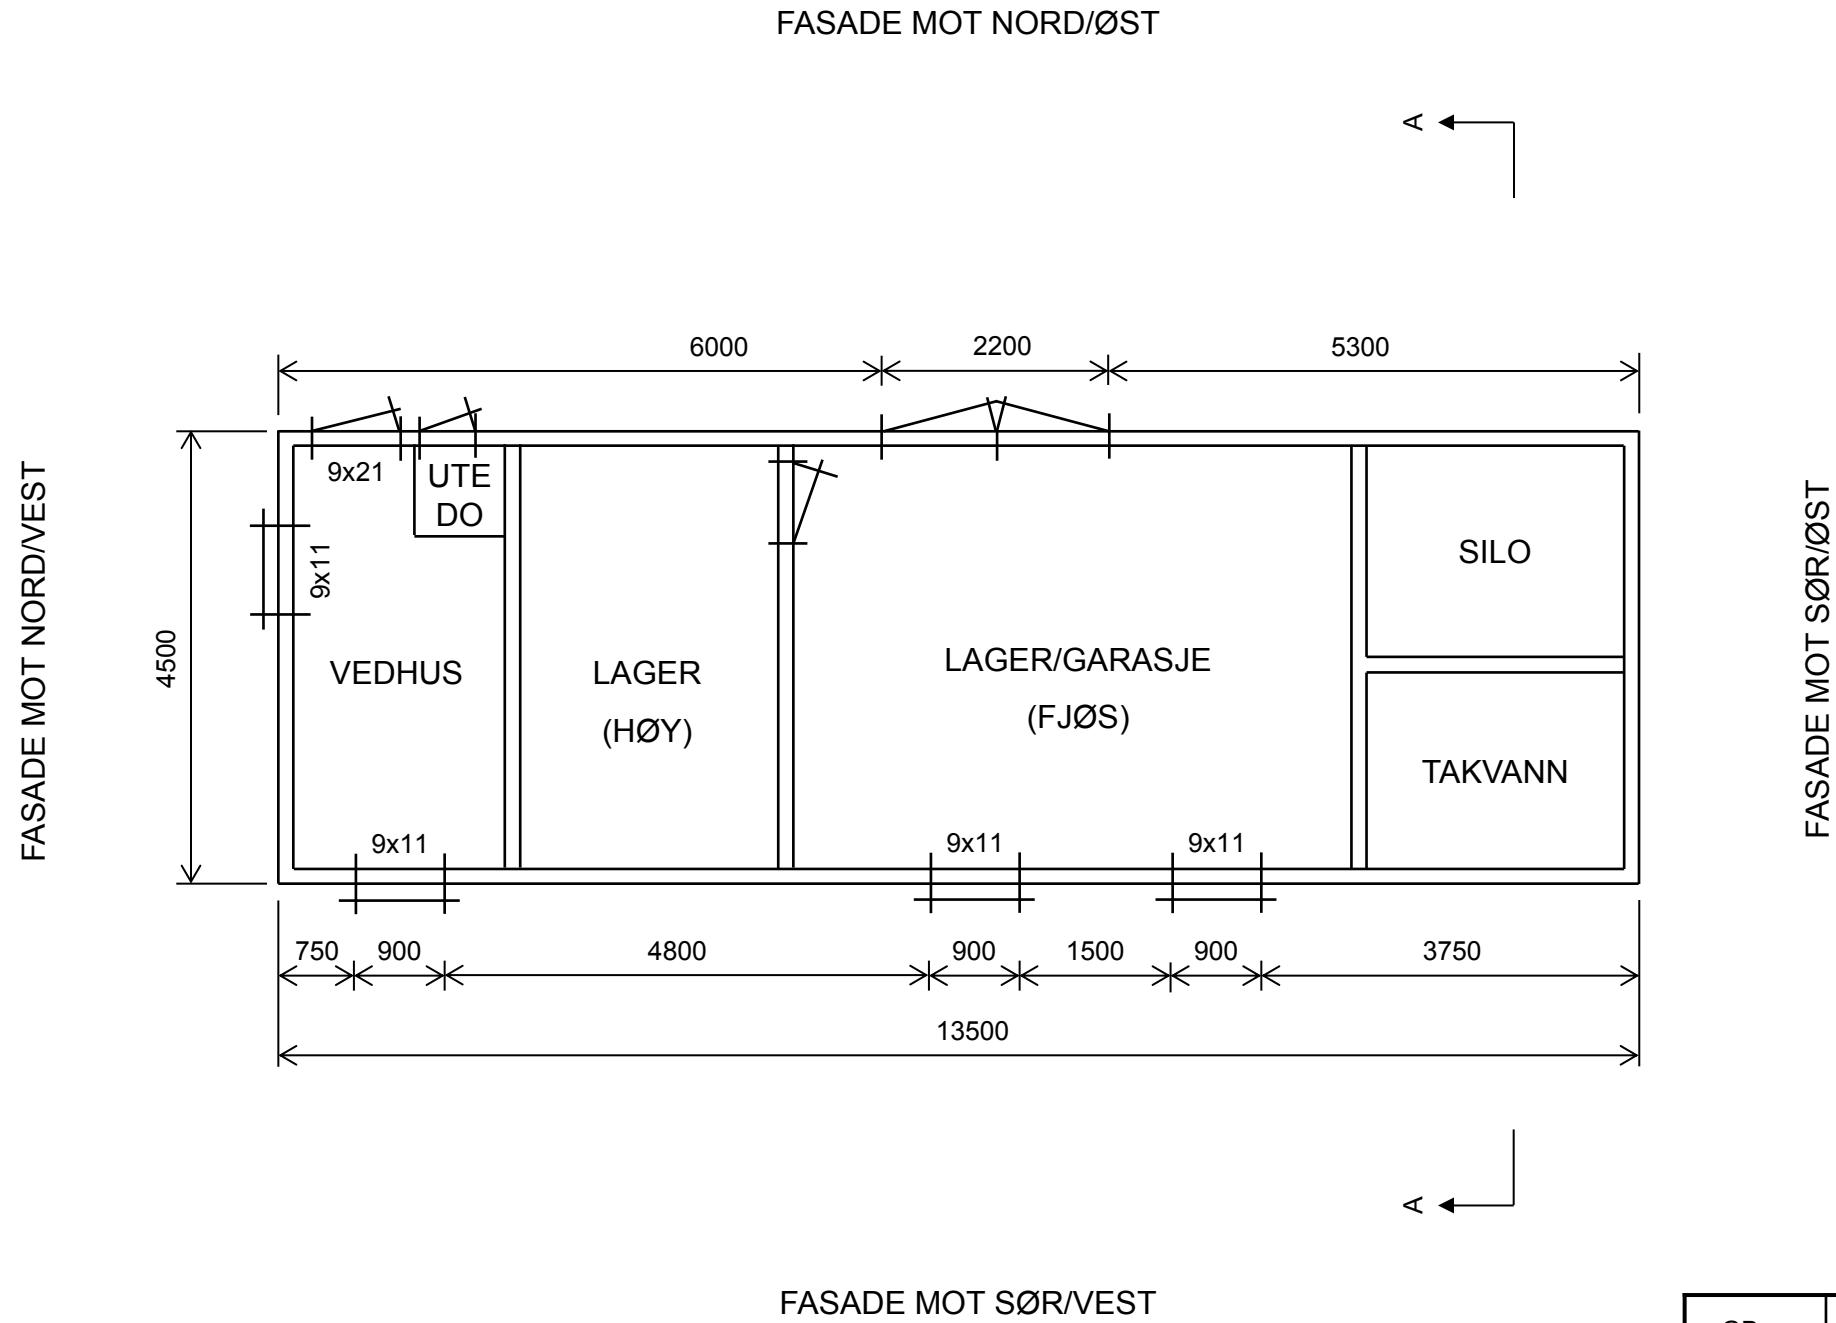 FASADE MOT NORD/ØST
A
6000
2200
5300
9x21
UTE
DO
9x11
4500
FASADE MOT NORD/VEST
FASADE MOT SØR/ØST
SILO
VEDHUS
LAGER
(HØY)
LAGER/GARASJE
(FJØS)
TAKVANN
9x11
9x11
9x11
750
900
4800
900
1500
900
3750
13500
A
FASADE MOT SØR/VEST